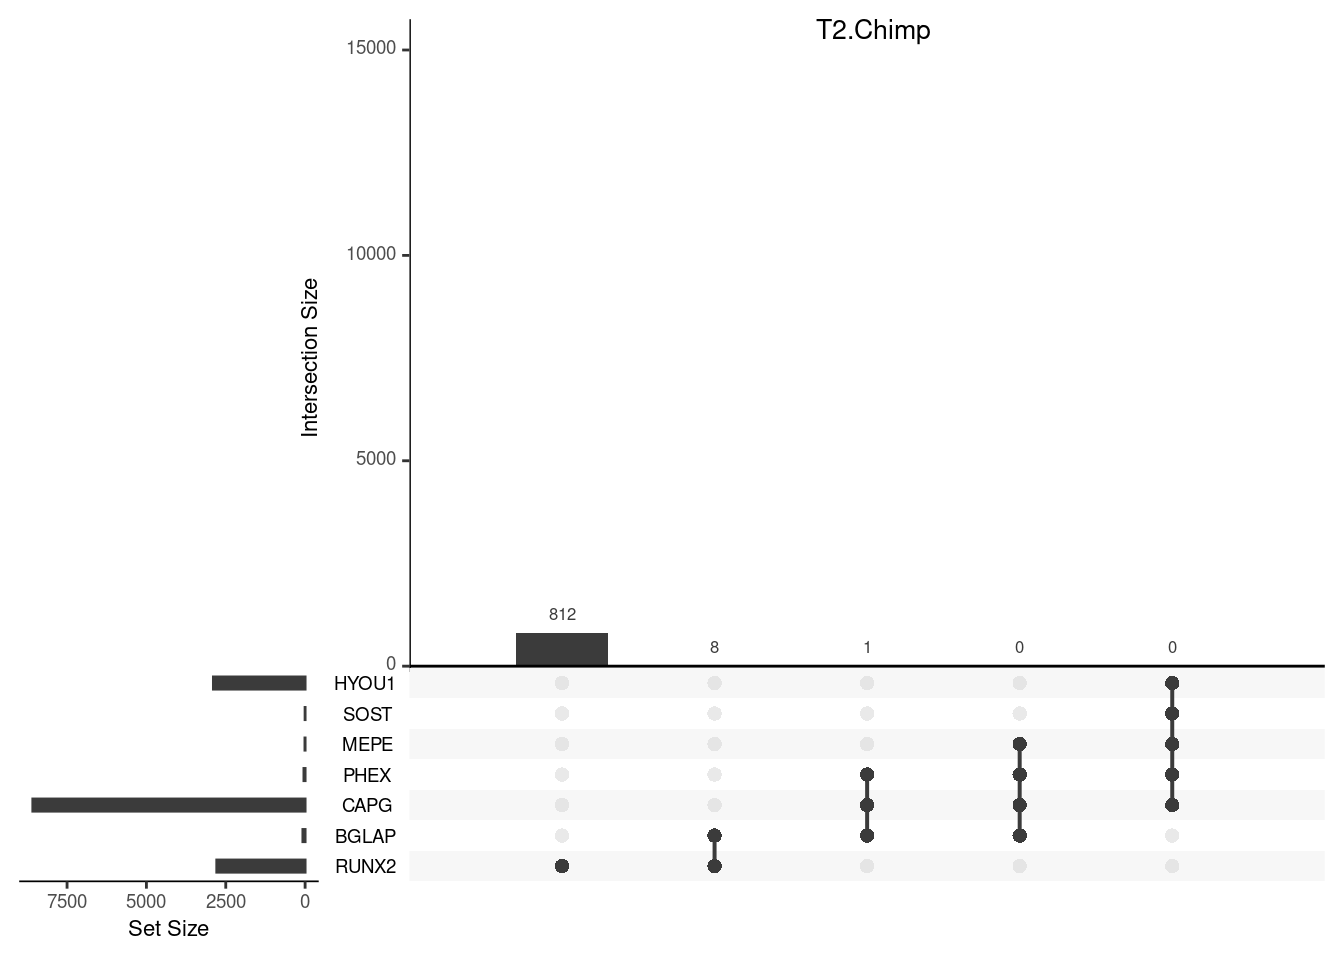 T2.Chimp
15000
10000
5000
0
Intersection Size
812
8
1
0
0
HYOU1
SOST
MEPE
PHEX
CAPG
BGLAP
RUNX2
7500 5000 2500 0
Set Size